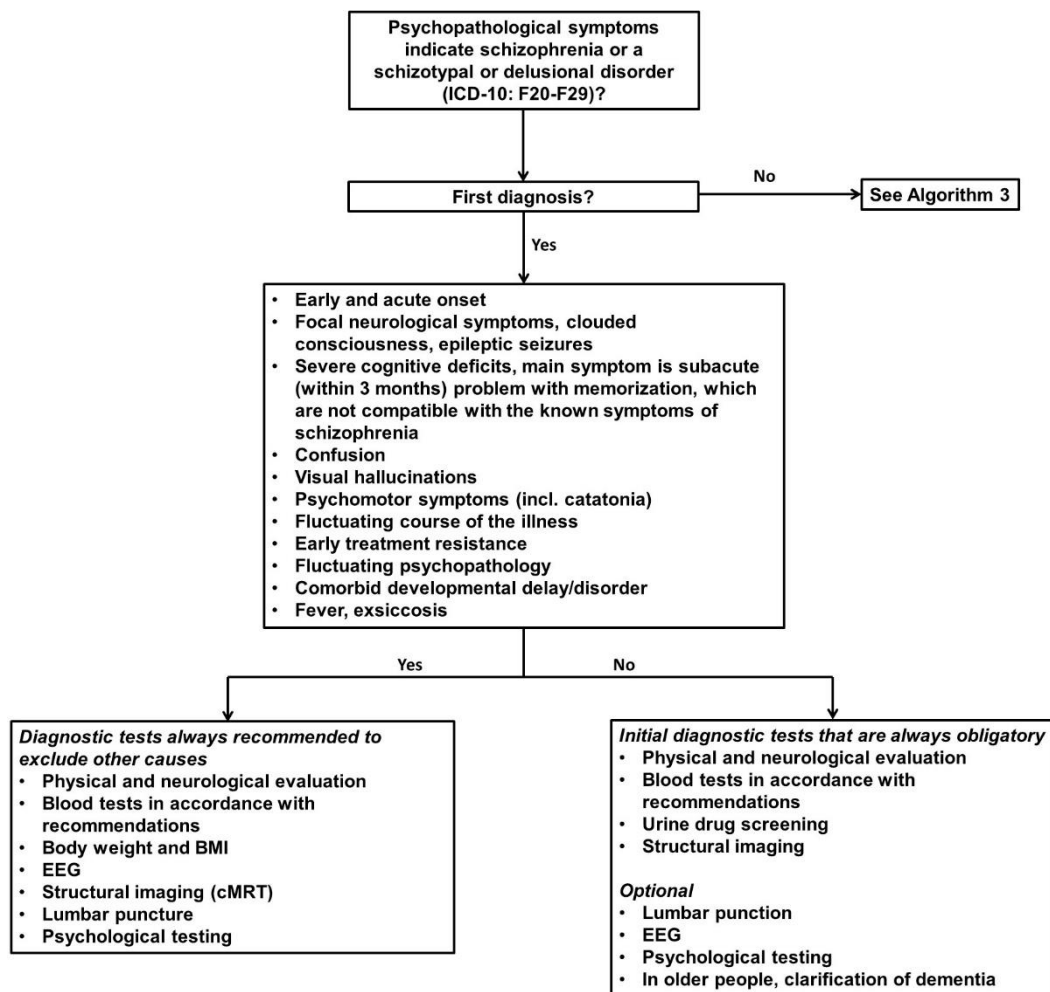 Psychopathological symptoms
indicate schizophrenia or a
schizotypal or delusional disorder
(ICD-10: F20-F29)?
First diagnosis?
No
See Algorithm 3
Yes
• Early and acute onset
• Focal neurological symptoms, clouded
consciousness, epileptic seizures
• Severe cognitive deficits, main symptom is subacute
(within 3 months) problem with memorization, which
are not compatible with the known symptoms of
schizophrenia
• Confusion
• Visual hallucinations
• Psychomotor symptoms (incl. catatonia)
• Fluctuating course of the illness
• Early treatment resistance
• Fluctuating psychopathology
• Comorbid developmental delay/disorder
• Fever, exsiccosis
Yes
No
Diagnostic tests always recommended to
exclude other causes
• Physical and neurological evaluation
• Blood tests in accordance with
recommendations
• Body weight and BMI
• EEG
• Structural imaging (cMRT)
• Lumbar puncture
• Psychological testing
Initial diagnostic tests that are always obligatory
• Physical and neurological evaluation
• Blood tests in accordance with
recommendations
• Urine drug screening
• Structural imaging
Optional
• Lumbar punction
• EEG
• Psychological testing
• In older people, clarification of dementia